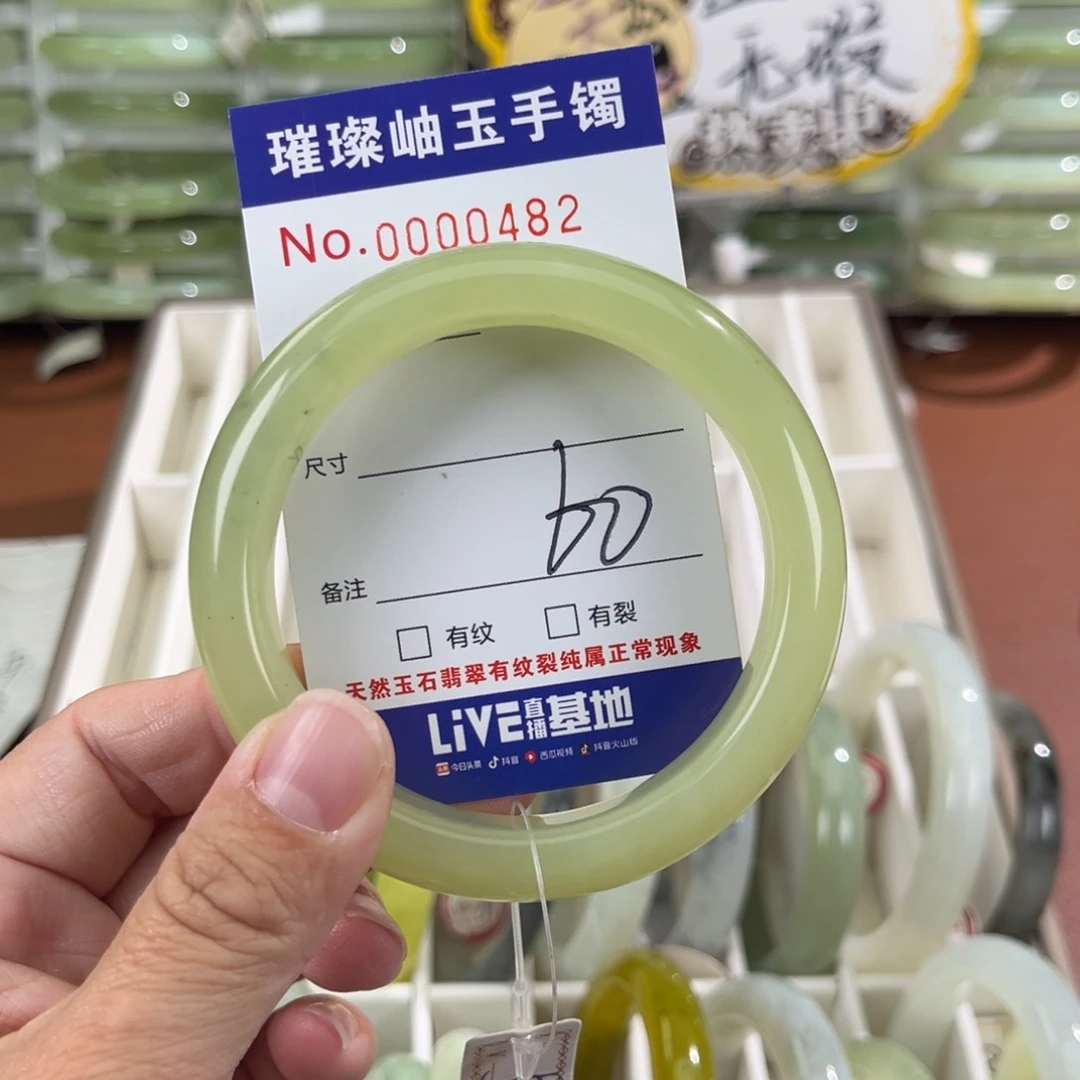 无瑕
璀璨岫玉手镯
No.0000482
尺寸
60
备注
□ 有纹 □ 有裂
天然玉石翡翠有纹裂纯属正常现象
LiVE直播基地
今日头条 抖音 西瓜视频 抖音火山版